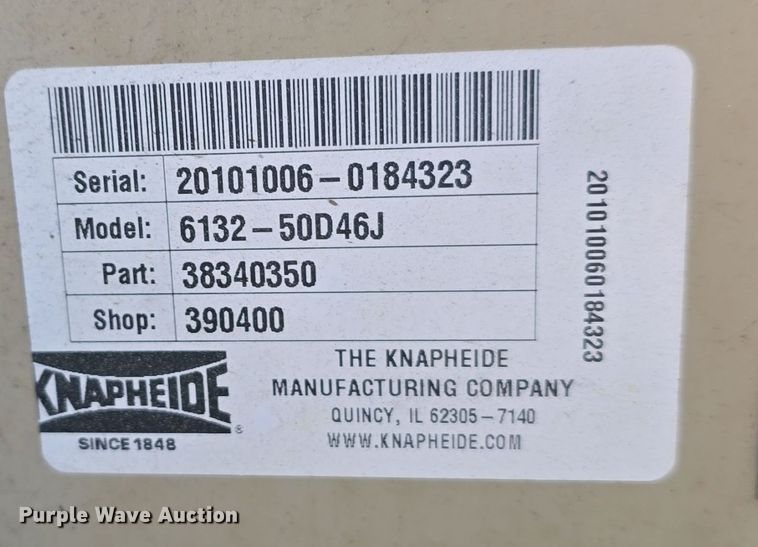 Serial: 20101006-0184323
Model: 6132-50D46J
Part: 38340350
Shop: 390400
201010060184323
KNAPHEIDE®
SINCE 1848
THE KNAPHEIDE
MANUFACTURING COMPANY
QUINCY, IL 62305-7140
WWW.KNAPHEIDE.COM
Purple Wave Auction